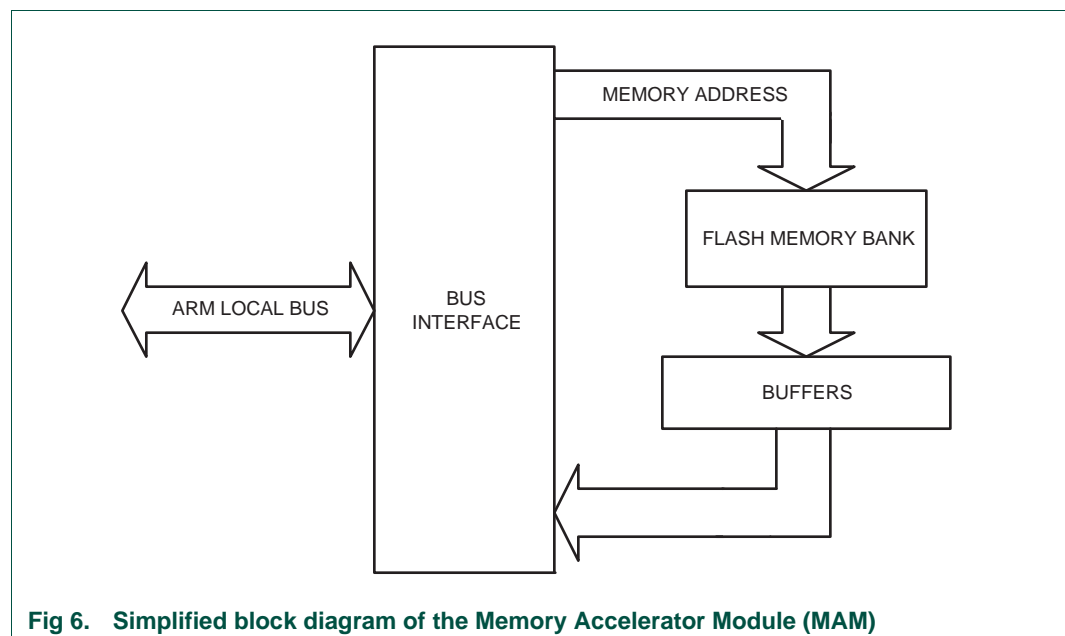 MEMORY ADDRESS
FLASH MEMORY BANK
ARM LOCAL BUS
BUS
INTERFACE
BUFFERS
Fig 6. Simplified block diagram of the Memory Accelerator Module (MAM)